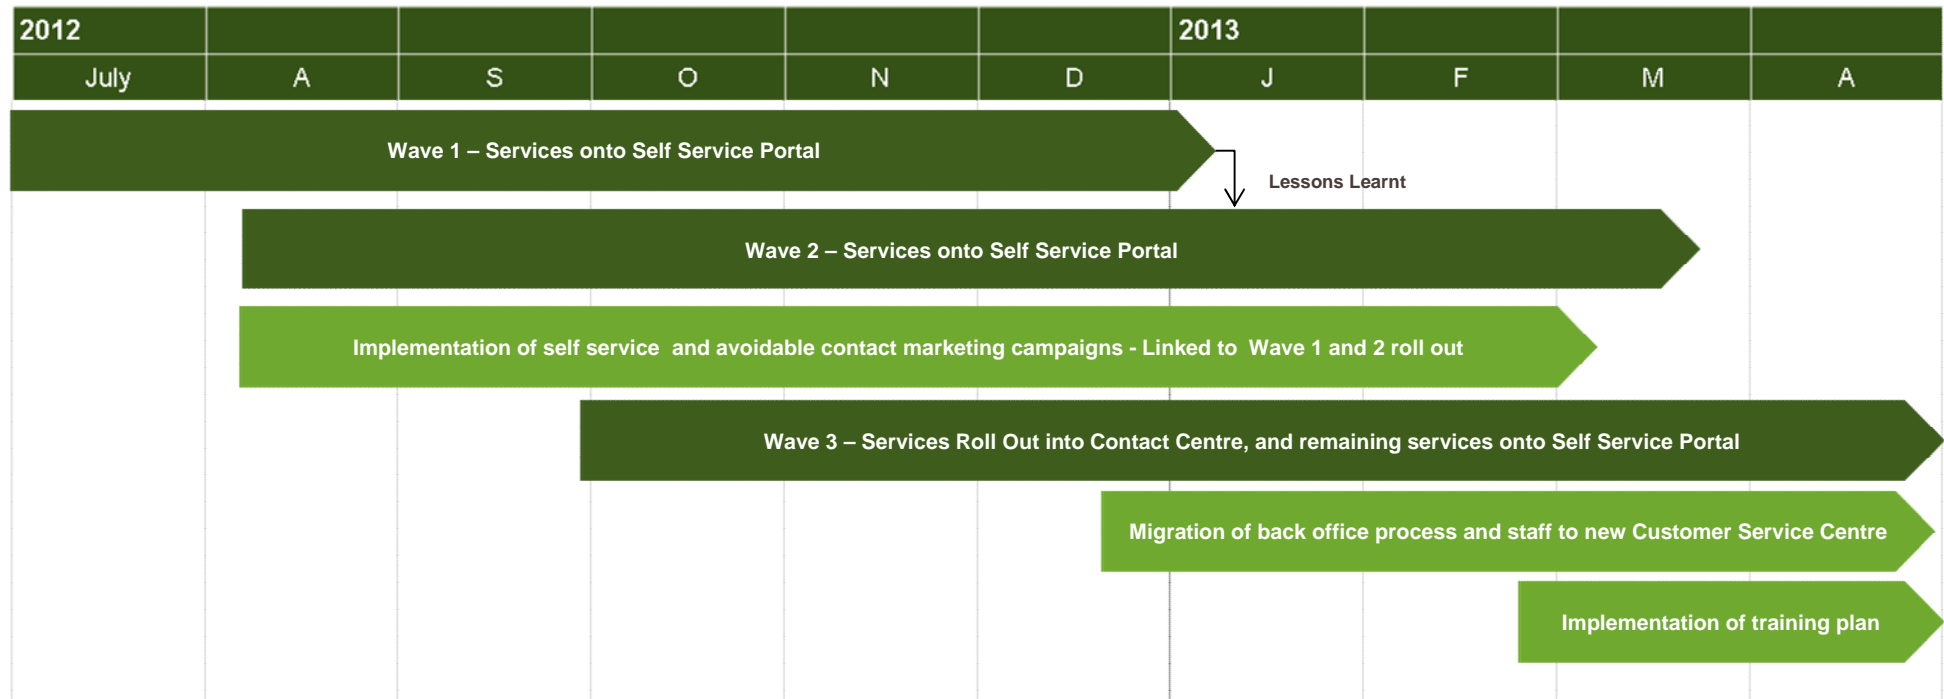 2012 2013
July A S O N D J F M A
Wave 1 – Services onto Self Service Portal
Lessons Learnt
Wave 2 – Services onto Self Service Portal
Implementation of self service  and avoidable contact marketing campaigns - Linked to  Wave 1 and 2 roll out
Wave 3 – Services Roll Out into Contact Centre, and remaining services onto Self Service Portal
Migration of back office process and staff to new Customer Service Centre
Implementation of training plan